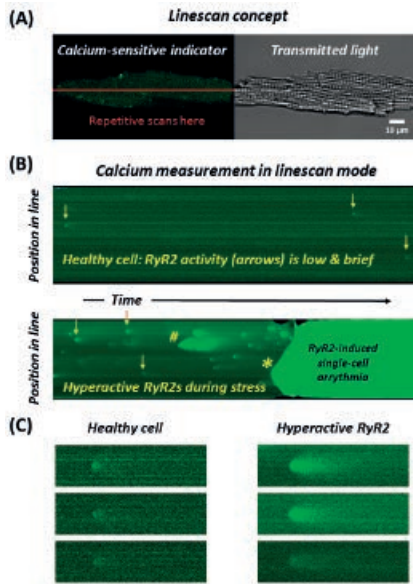 Linescan concept
(A)
Calcium-sensitive indicator
Transmitted light
Repetitive scans here
10 µm
(B)
Calcium measurement in linescan mode
Position in line
Healthy cell: RyR2 activity (arrows) is low & brief
Time
Position in line
#
*
RyR2-induced
single-cell
arrythmia
Hyperactive RyR2s during stress
(C)
Healthy cell
Hyperactive RyR2